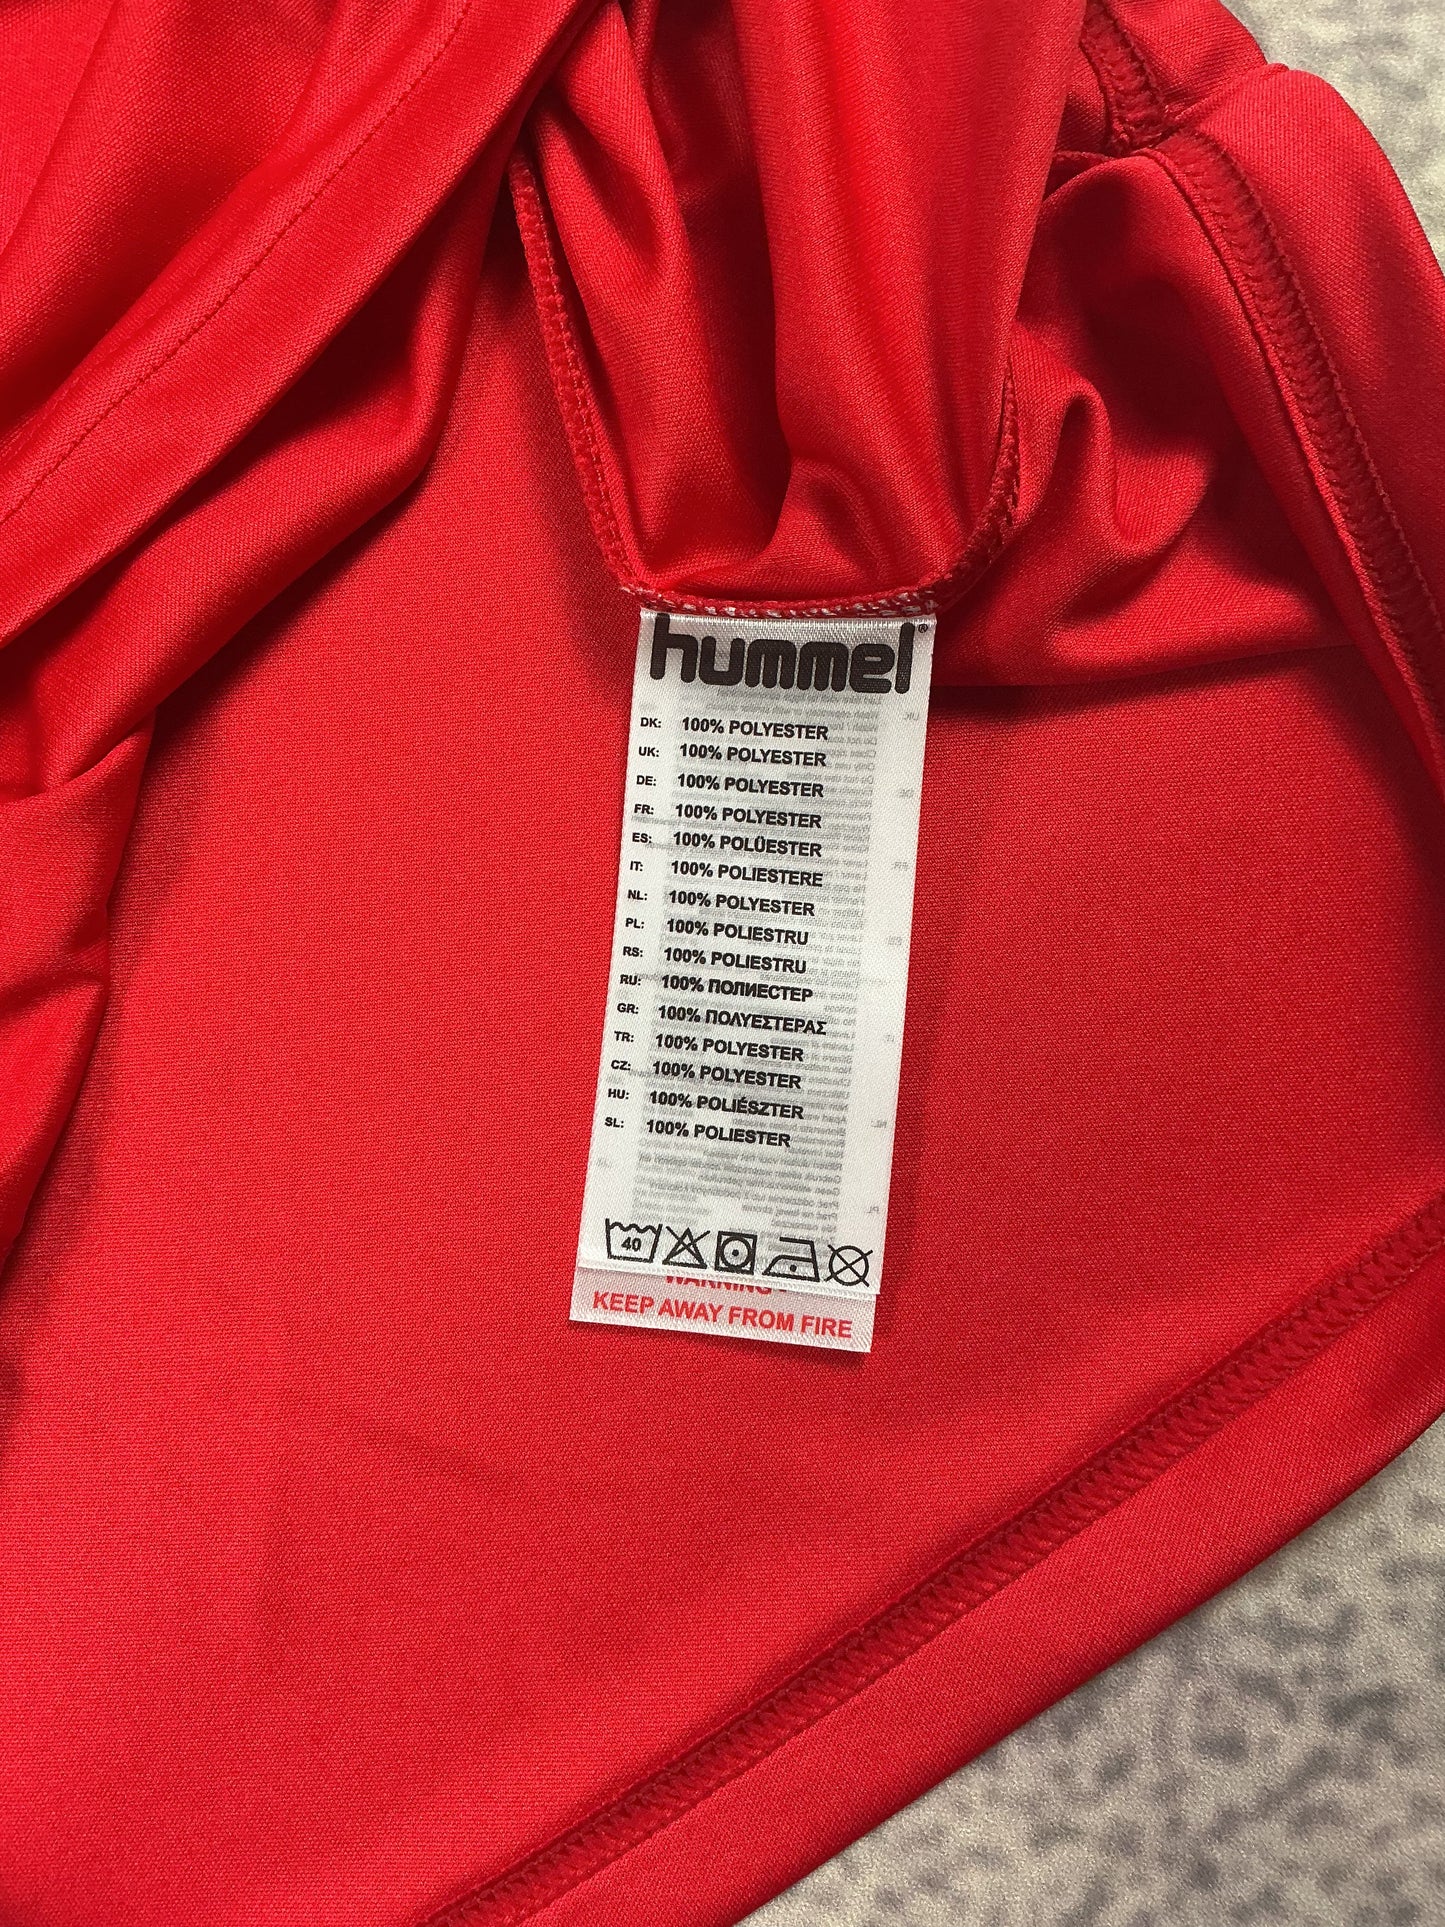 hummel®
DK: 100% POLYESTER
UK: 100% POLYESTER
DE: 100% POLYESTER
FR: 100% POLYESTER
ES: 100% POLÜESTER
IT: 100% POLIESTERE
NL: 100% POLYESTER
PL: 100% POLIESTRU
RS: 100% POLIESTRU
RU: 100% ПОЛИЕСТЕР
GR: 100% ΠΟΛΥΕΣΤΕΡΑΣ
TR: 100% POLYESTER
CZ: 100% POLYESTER
HU: 100% POLIÉSZTER
SL: 100% POLIESTER
40
WARNING -
KEEP AWAY FROM FIRE